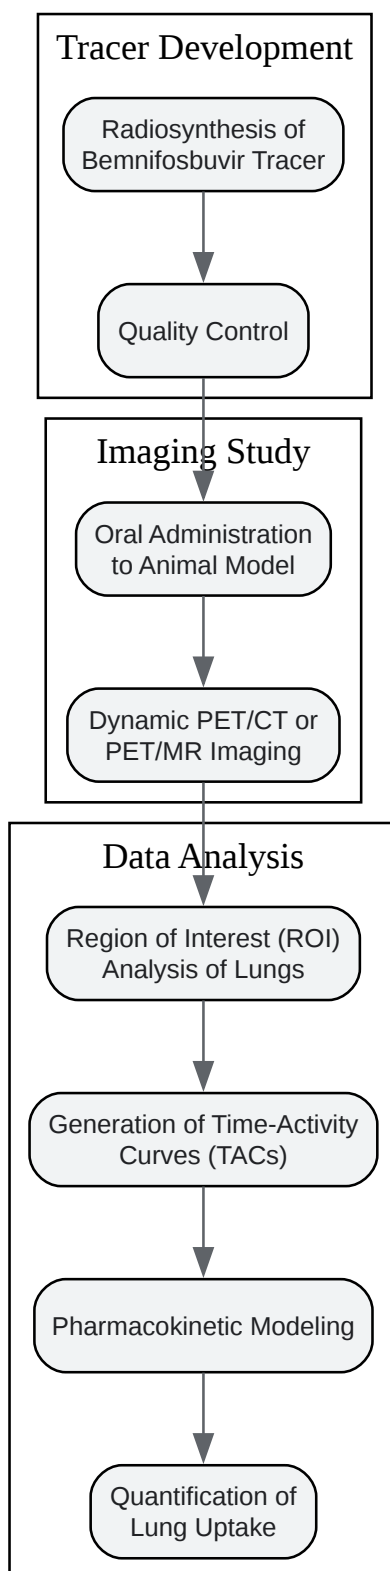 Tracer Development
Radiosynthesis of
Bemnifosbuvir Tracer
Quality Control
Imaging Study
Oral Administration
to Animal Model
Dynamic PET/CT or
PET/MR Imaging
Data Analysis
Region of Interest (ROI)
Analysis of Lungs
Generation of Time-Activity
Curves (TACs)
Pharmacokinetic Modeling
Quantification of
Lung Uptake